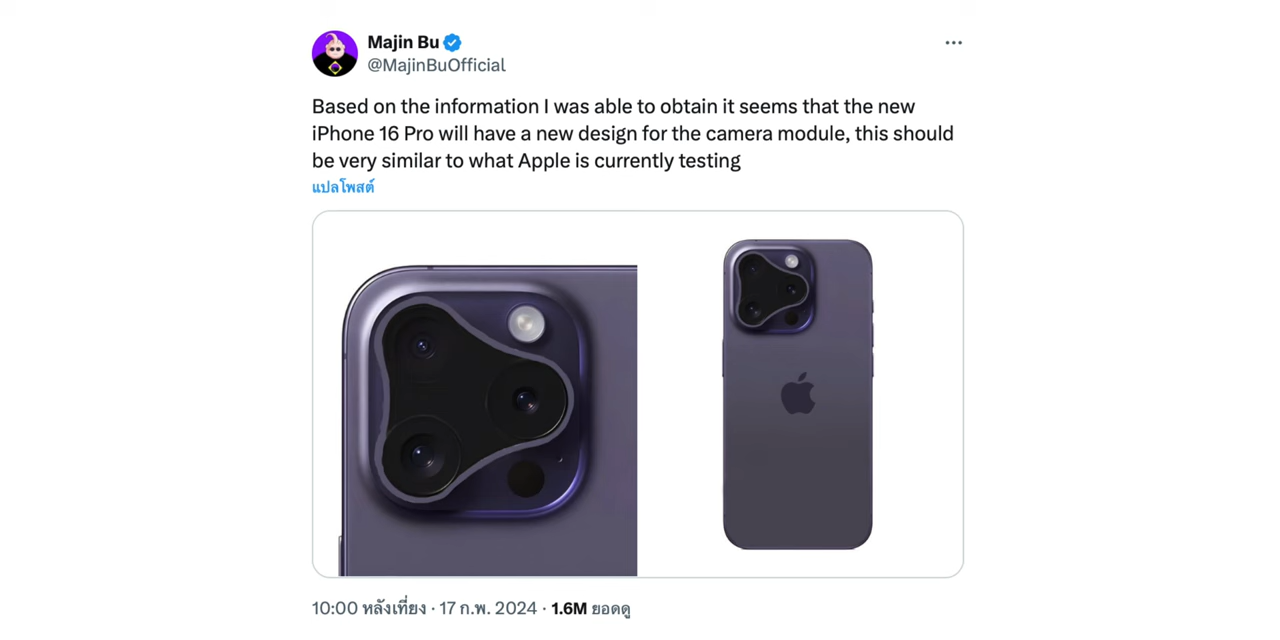 Majin Bu
@MajinBuOfficial
Based on the information I was able to obtain it seems that the new
iPhone 16 Pro will have a new design for the camera module, this should
be very similar to what Apple is currently testing
แปลโพสต์
10:00 หลังเที่ยง · 17 ก.พ. 2024 · 1.6M ยอดดู